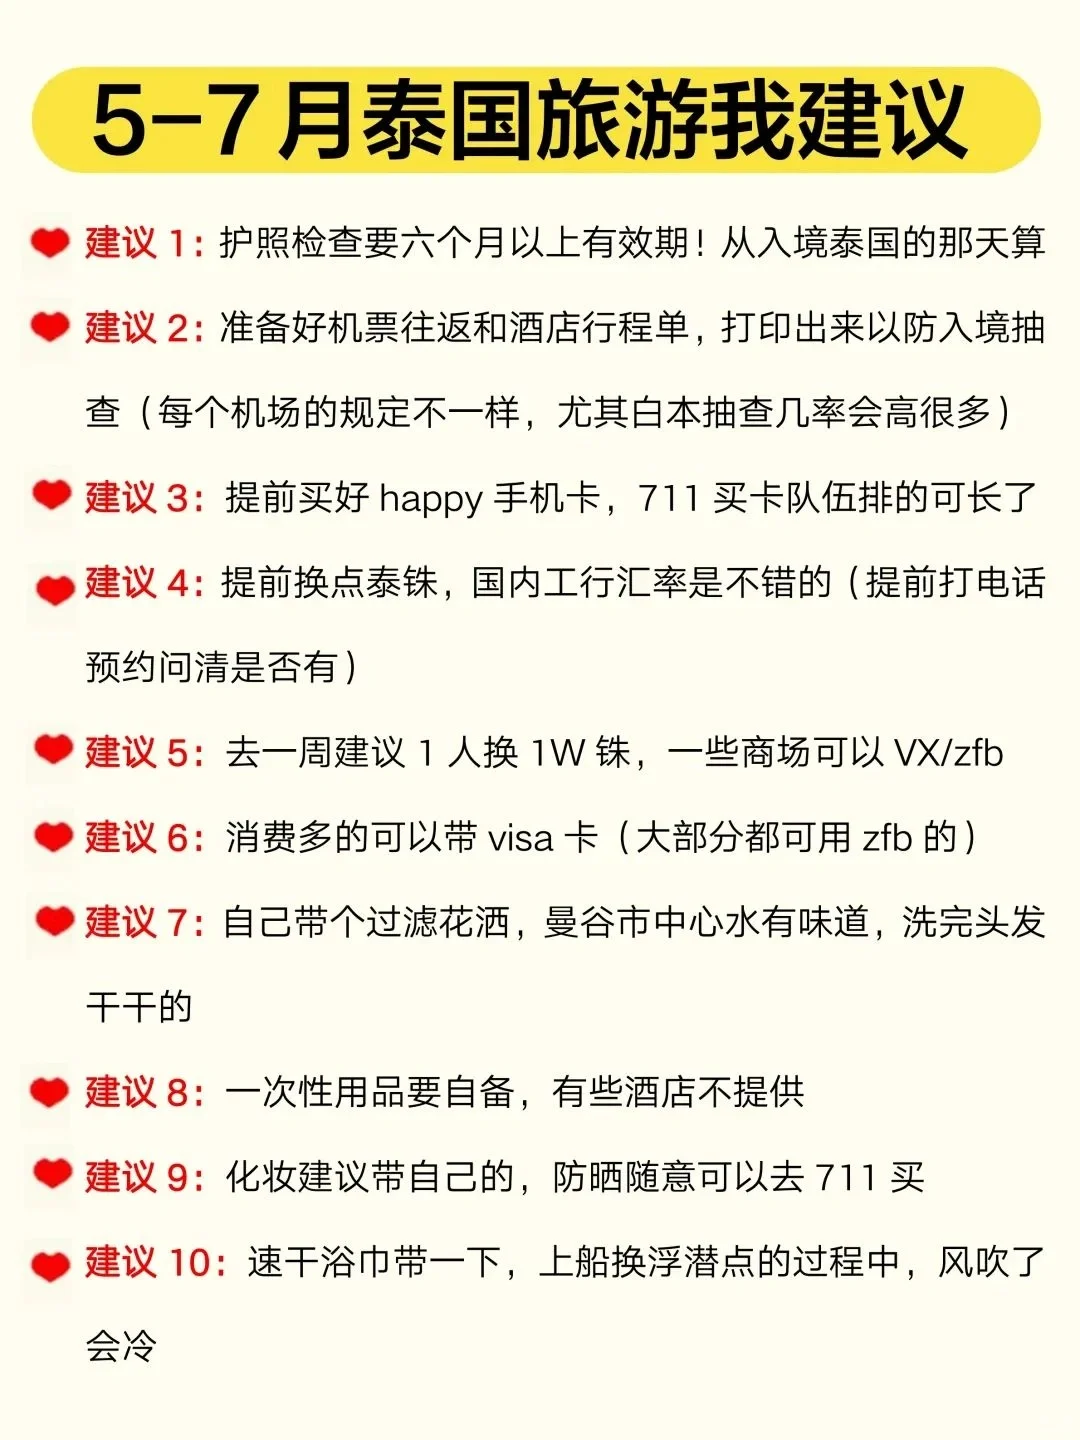 5-7月泰国旅游我建议
建议 1：护照检查要六个月以上有效期！从入境泰国的那天算
建议 2：准备好机票往返和酒店行程单，打印出来以防入境抽
查（每个机场的规定不一样，尤其白本抽查几率会高很多）
建议 3：提前买好 happy 手机卡，711 买卡队伍排的可长了
建议 4：提前换点泰铢，国内工行汇率是不错的（提前打电话
预约问清是否有）
建议 5：去一周建议 1 人换 1W 铢，一些商场可以 VX/zfb
建议 6：消费多的可以带 visa 卡（大部分都可用 zfb 的）
建议 7：自己带个过滤花洒，曼谷市中心水有味道，洗完头发
干干的
建议 8：一次性用品要自备，有些酒店不提供
建议 9：化妆建议带自己的，防晒随意可以去 711 买
建议 10：速干浴巾带一下，上船换浮潜点的过程中，风吹了
会冷